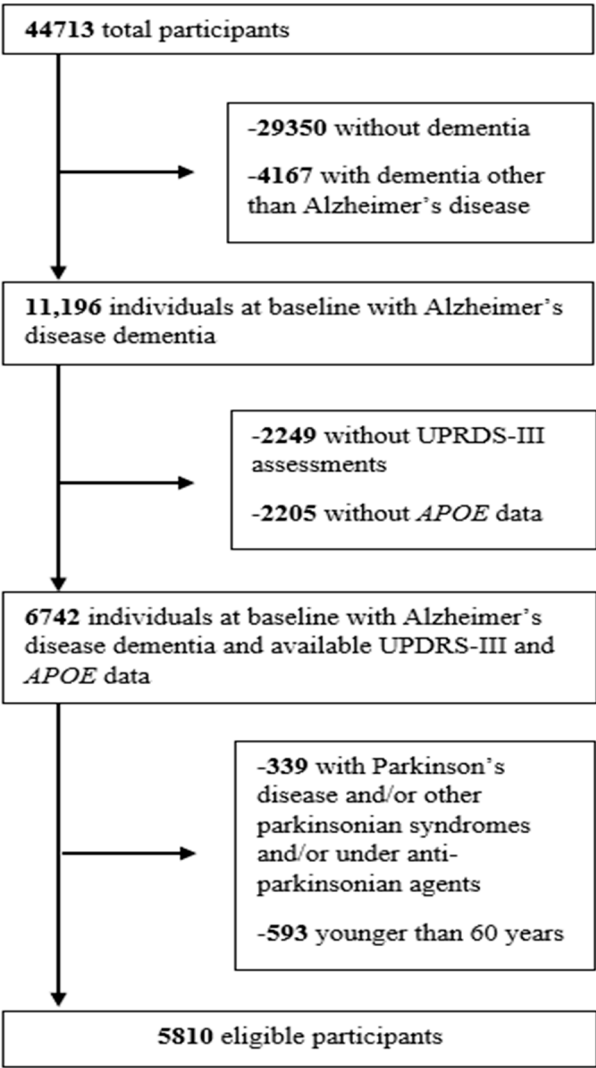 44713 total participants
-29350 without dementia
-4167 with dementia other
than Alzheimer’s disease
11,196 individuals at baseline with Alzheimer’s
disease dementia
-2249 without UPRDS-III
assessments
-2205 without APOE data
6742 individuals at baseline with Alzheimer’s
disease dementia and available UPDRS-III and
APOE data
-339 with Parkinson’s
disease and/or other
parkinsonian syndromes
and/or under anti-
parkinsonian agents
-593 younger than 60 years
5810 eligible participants